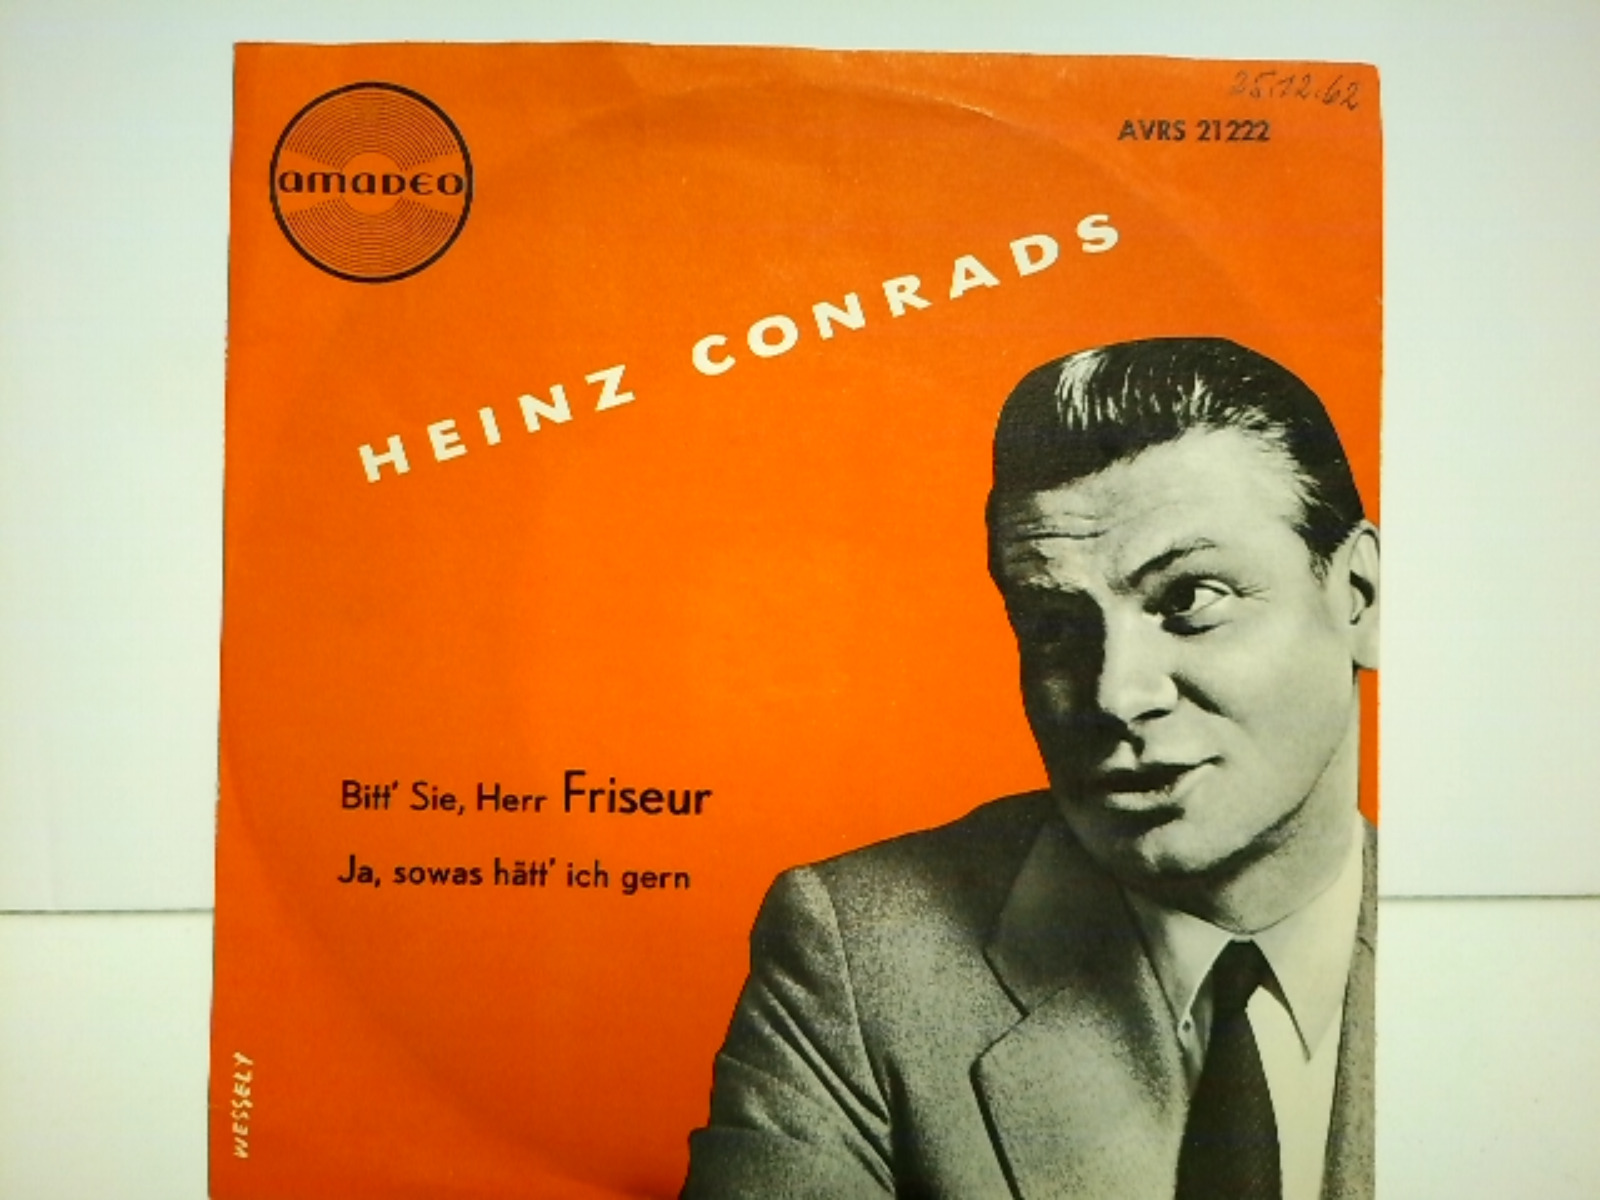 25.12.62
AVRS 21222
amadeo
HEINZ CONRADS
Bitt' Sie, Herr Friseur
Ja, sowas hätt' ich gern
WESSELY